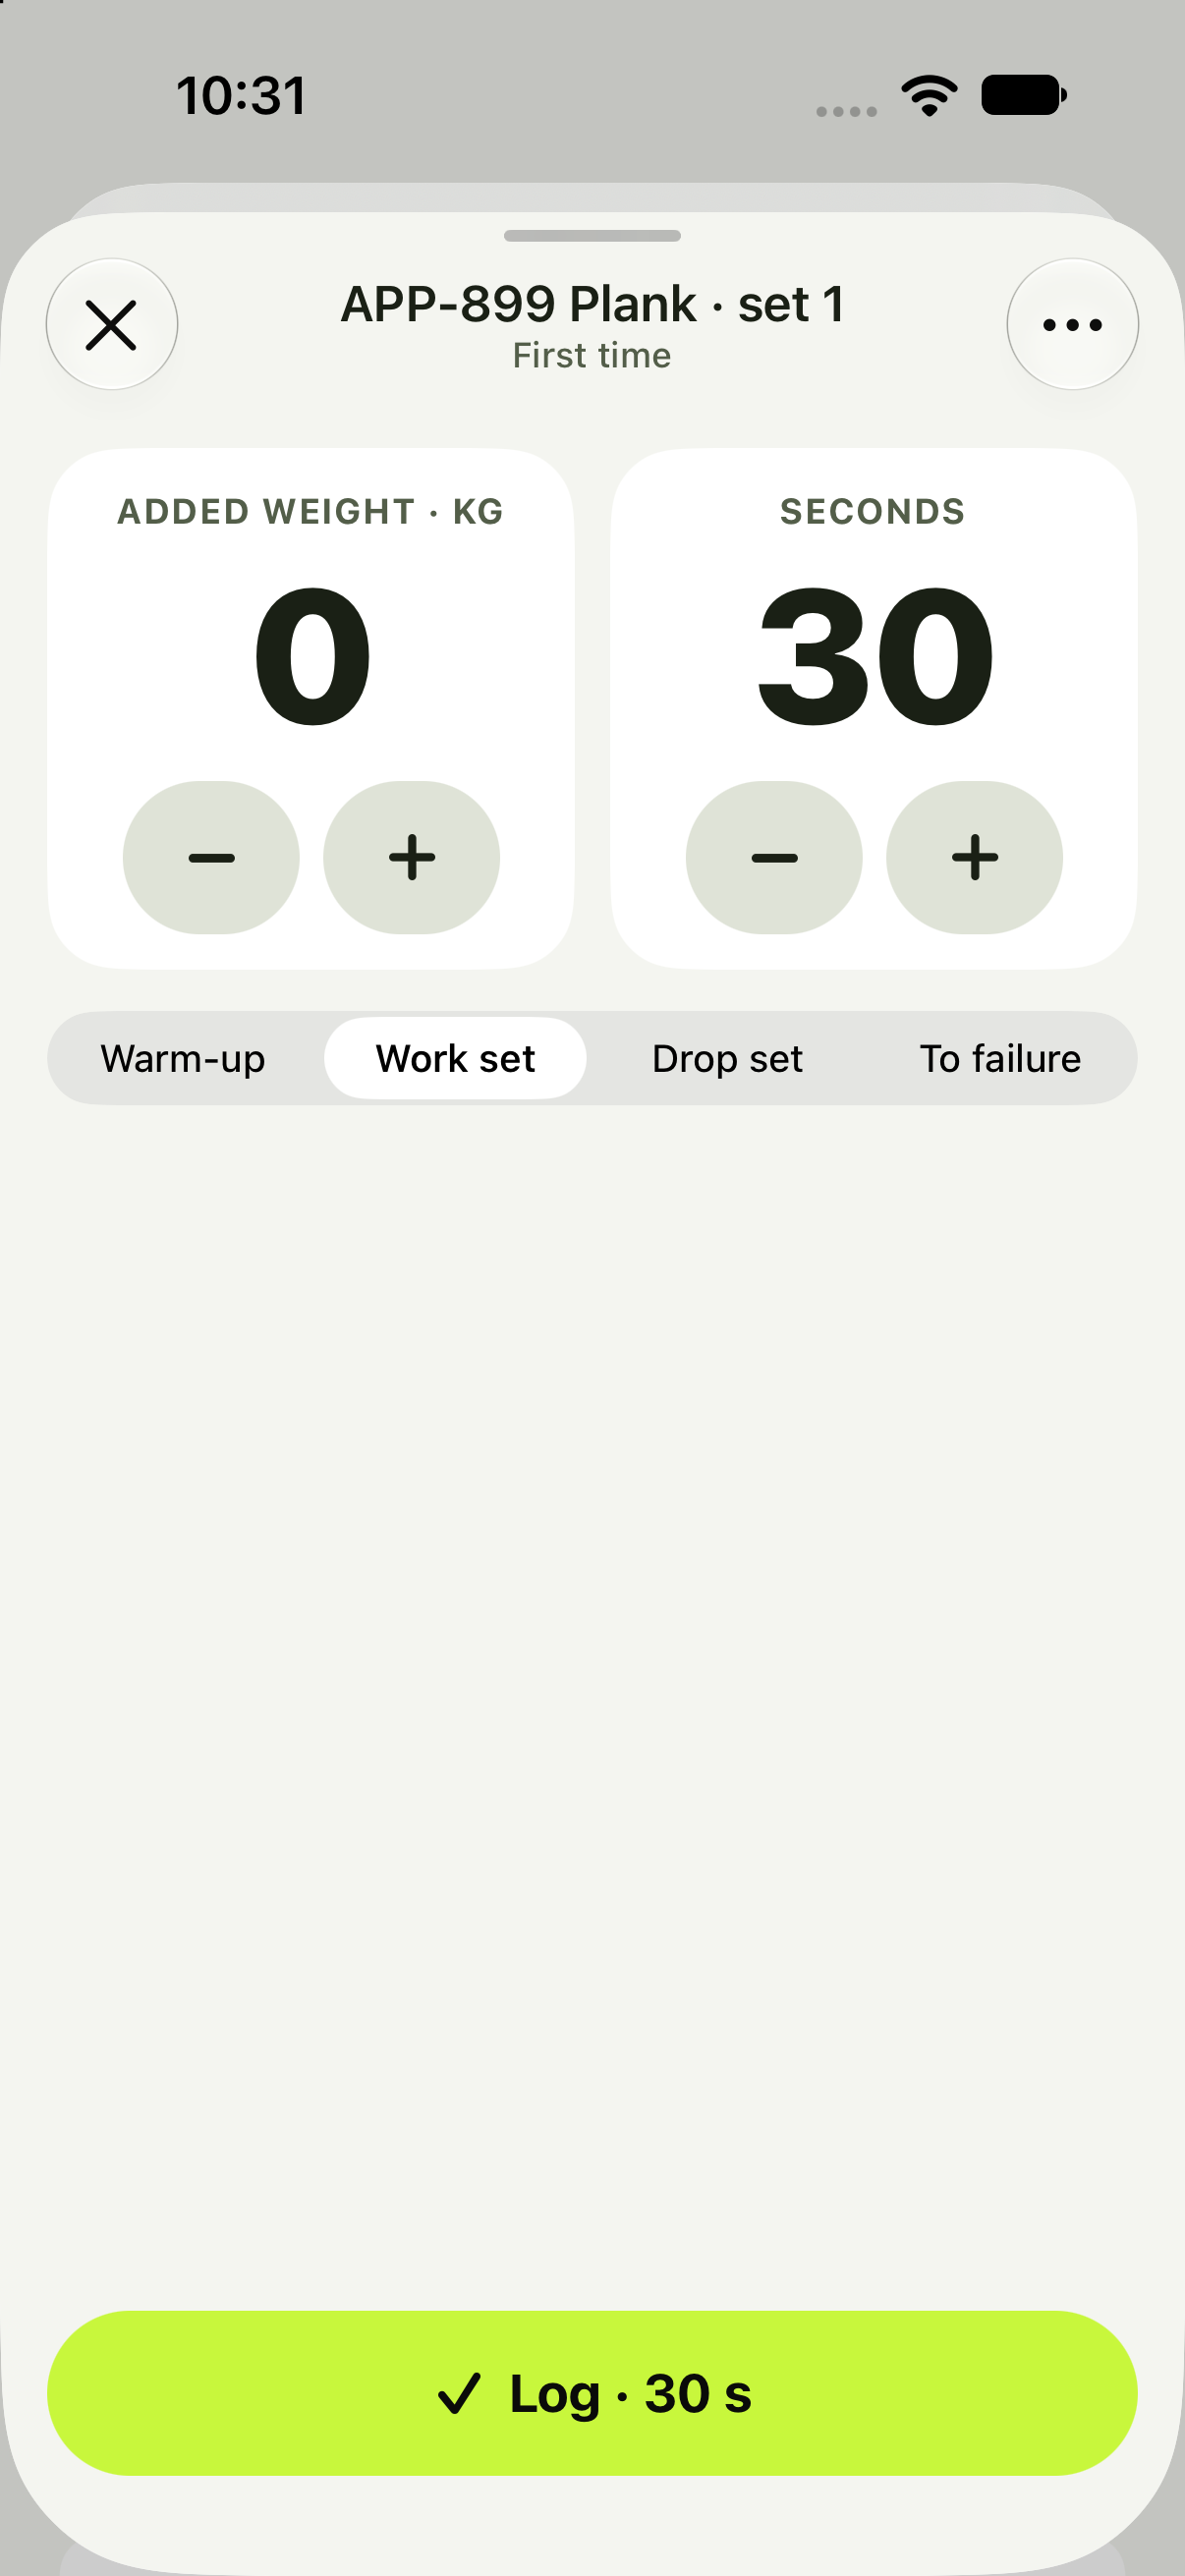 10:31
APP-899 Plank · set 1
First time
ADDED WEIGHT · KG
SECONDS
0
30
Warm-up
Work set
Drop set
To failure
Log · 30 s